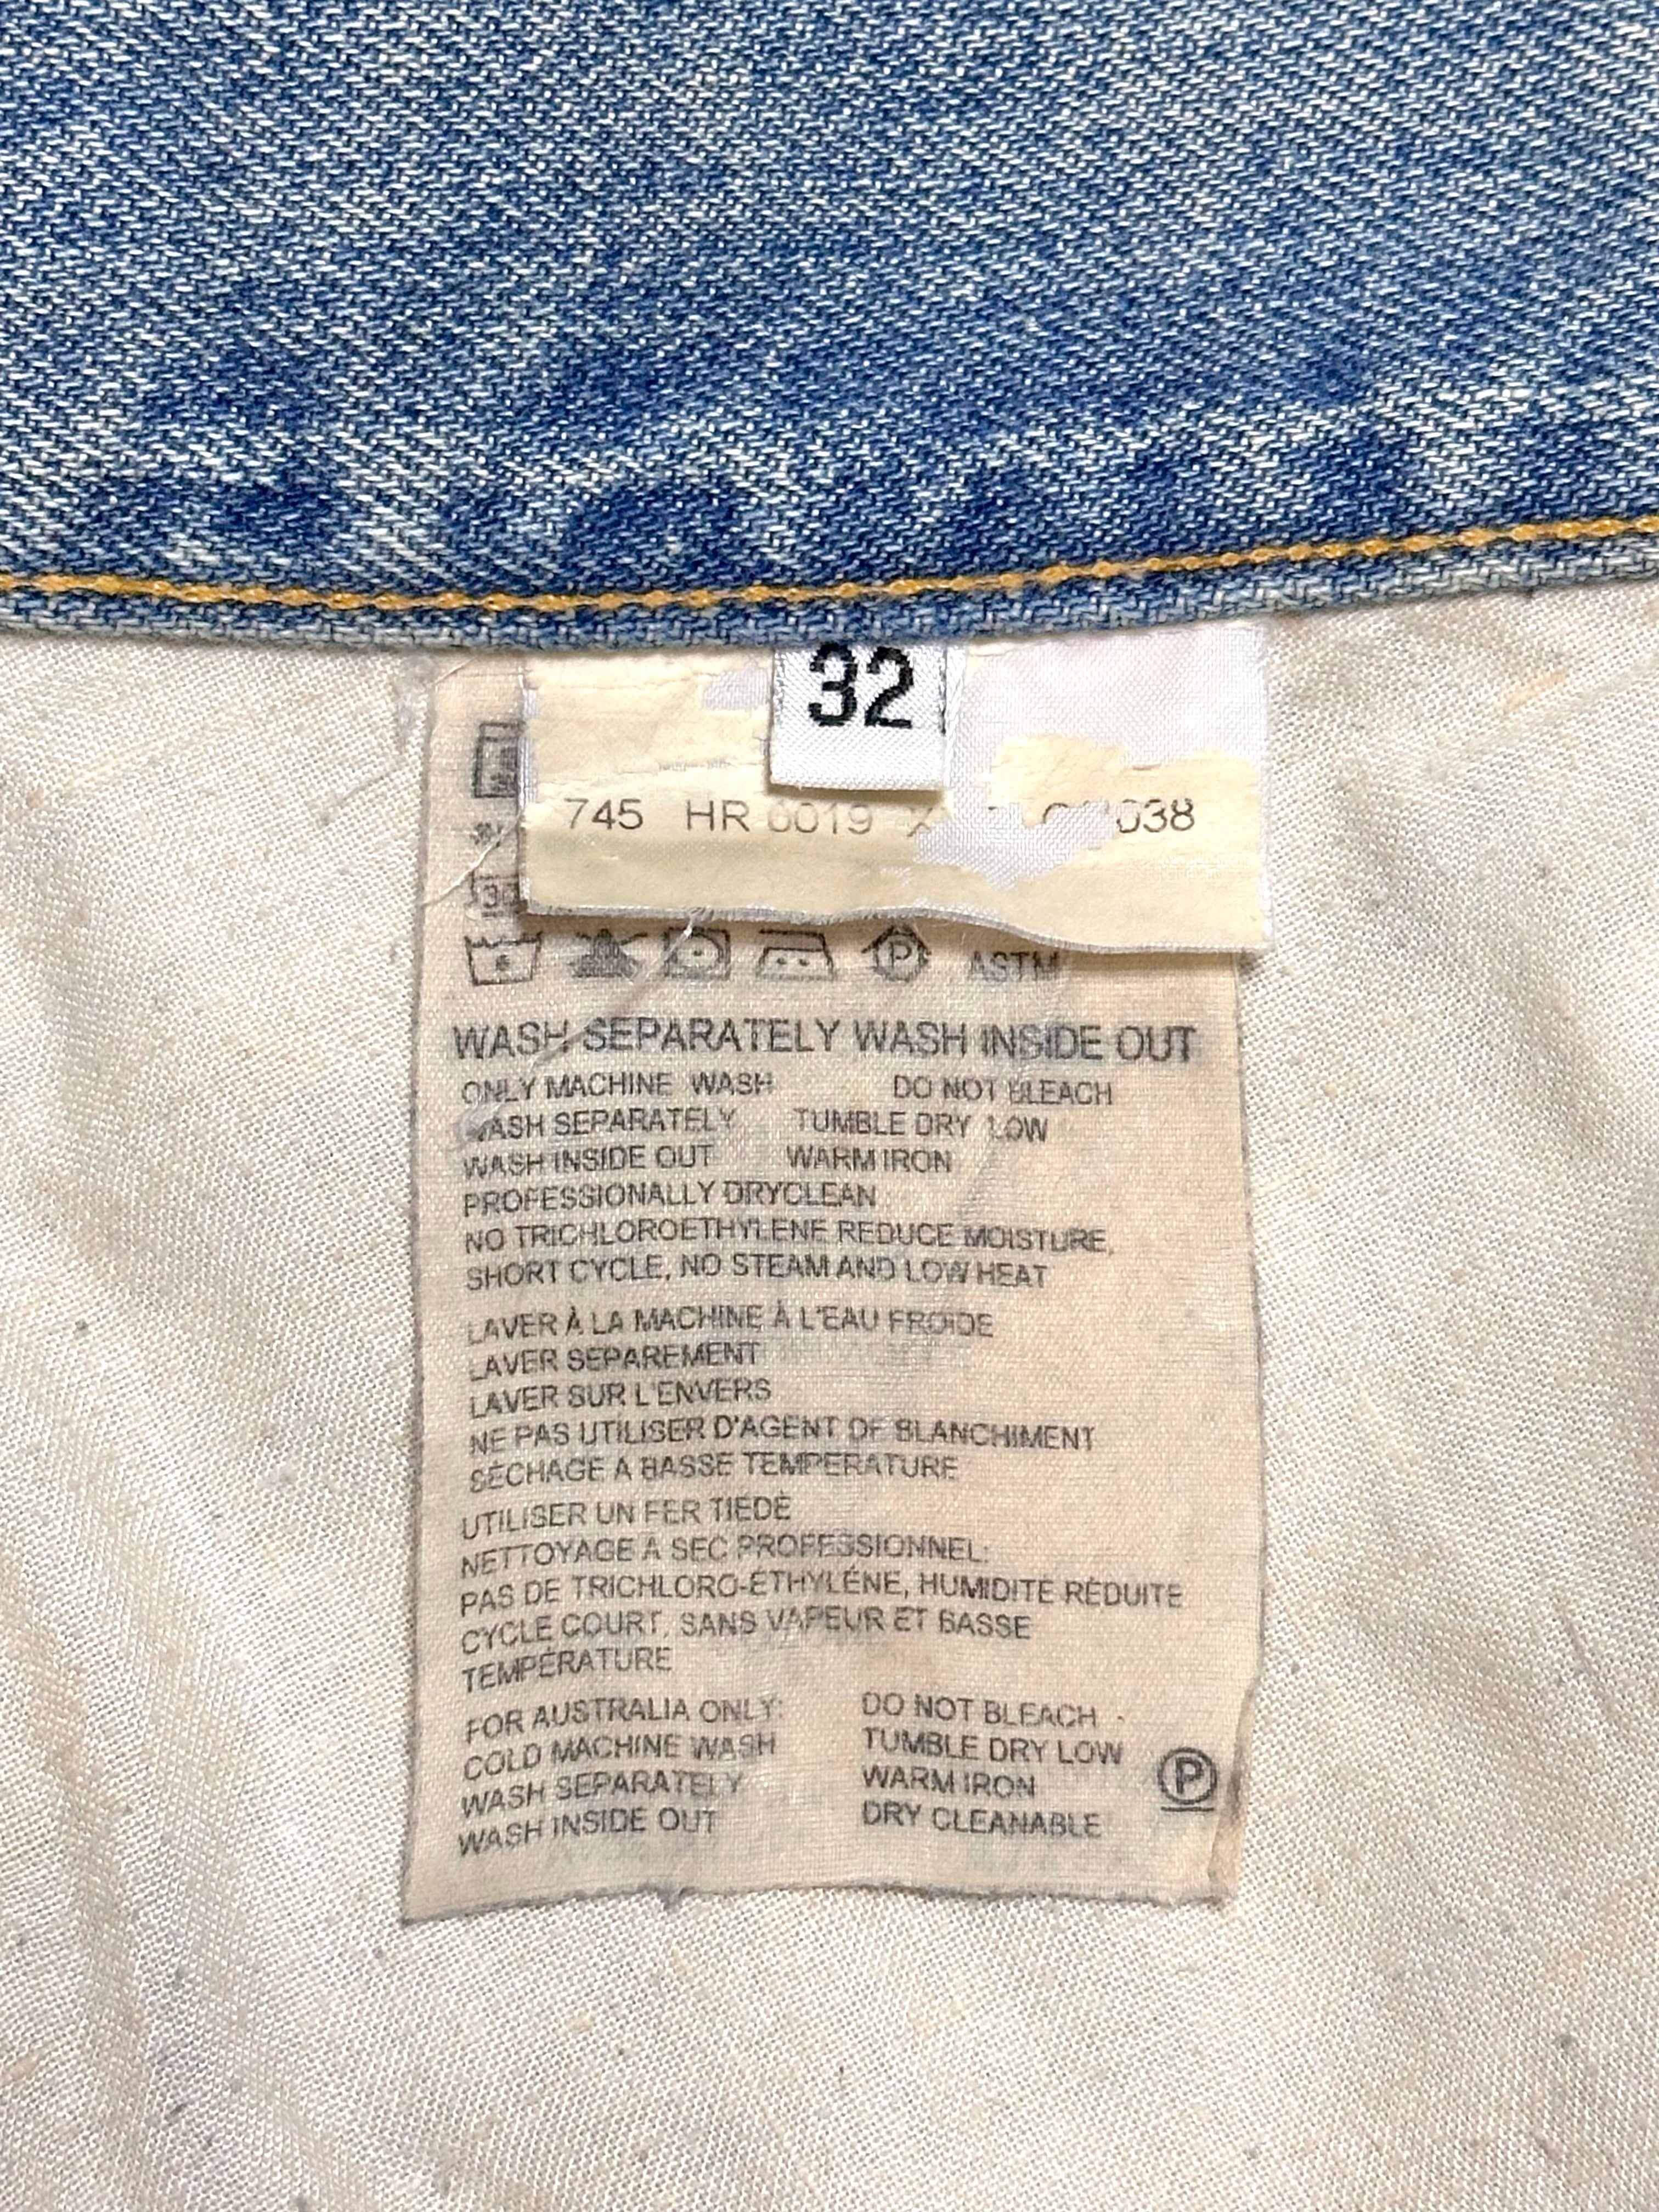 32
745 HR 0019 038
30
ASTM
WASH SEPARATELY WASH INSIDE OUT
ONLY MACHINE WASH DO NOT BLEACH
WASH SEPARATELY TUMBLE DRY LOW
WASH INSIDE OUT WARM IRON
PROFESSIONALLY DRYCLEAN
NO TRICHLOROETHYLENE REDUCE MOISTURE,
SHORT CYCLE, NO STEAM AND LOW HEAT
LAVER À LA MACHINE À L'EAU FROIDE
LAVER SEPAREMENT
LAVER SUR L'ENVERS
NE PAS UTILISER D'AGENT DE BLANCHIMENT
SÉCHAGE A BASSE TEMPERATURE
UTILISER UN FER TIEDE
NETTOYAGE A SEC PROFESSIONNEL:
PAS DE TRICHLORO-ÉTHYLÉNE, HUMIDITÉ RÉDUITE
CYCLE COURT, SANS VAPEUR ET BASSE
TEMPÉRATURE
FOR AUSTRALIA ONLY: DO NOT BLEACH
COLD MACHINE WASH TUMBLE DRY LOW
WASH SEPARATELY WARM IRON P
WASH INSIDE OUT DRY CLEANABLE